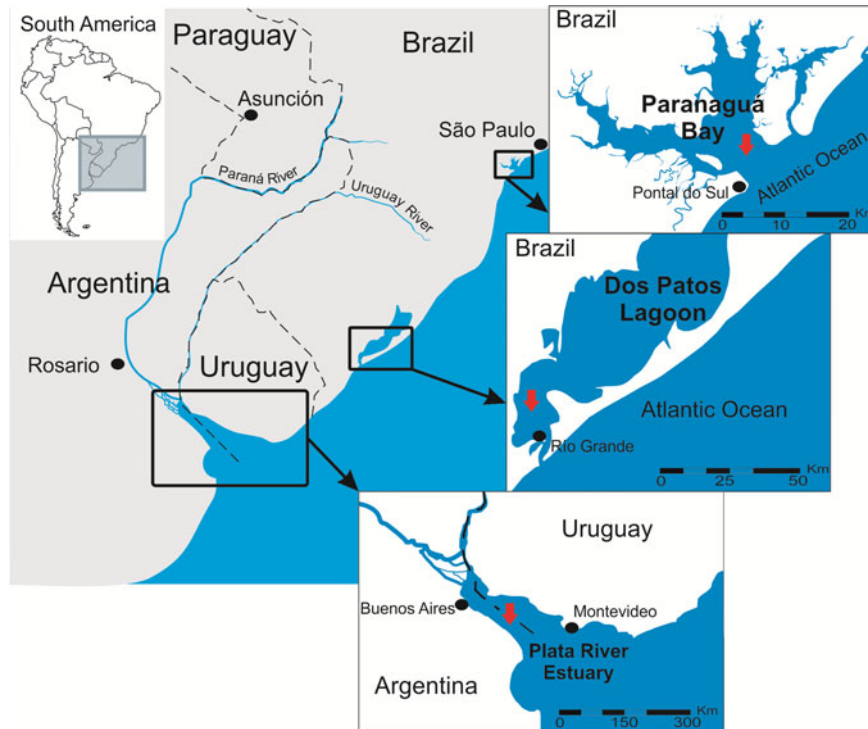 South America
Paraguay
Brazil
Asunción
São Paulo
Paraná River
Uruguay River
Argentina
Rosario
Uruguay
Brazil
Paranaguá
Bay
Pontal do Sul
Atlantic Ocean
Km
0 10 20
Brazil
Dos Patos
Lagoon
Atlantic Ocean
Río Grande
Km
0 25 50
Uruguay
Buenos Aires
Montevideo
Plata River
Estuary
Argentina
Km
0 150 300